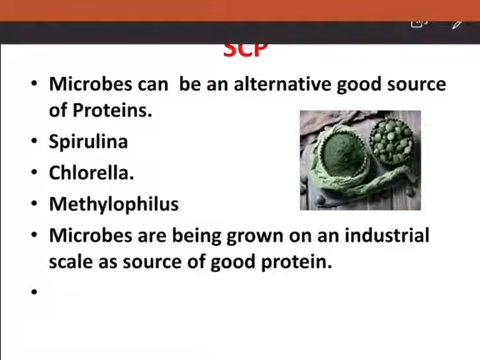 SCP
• Microbes can be an alternative good source
of Proteins.
• Spirulina
• Chlorella.
• Methylophilus
• Microbes are being grown on an industrial
scale as source of good protein.
•